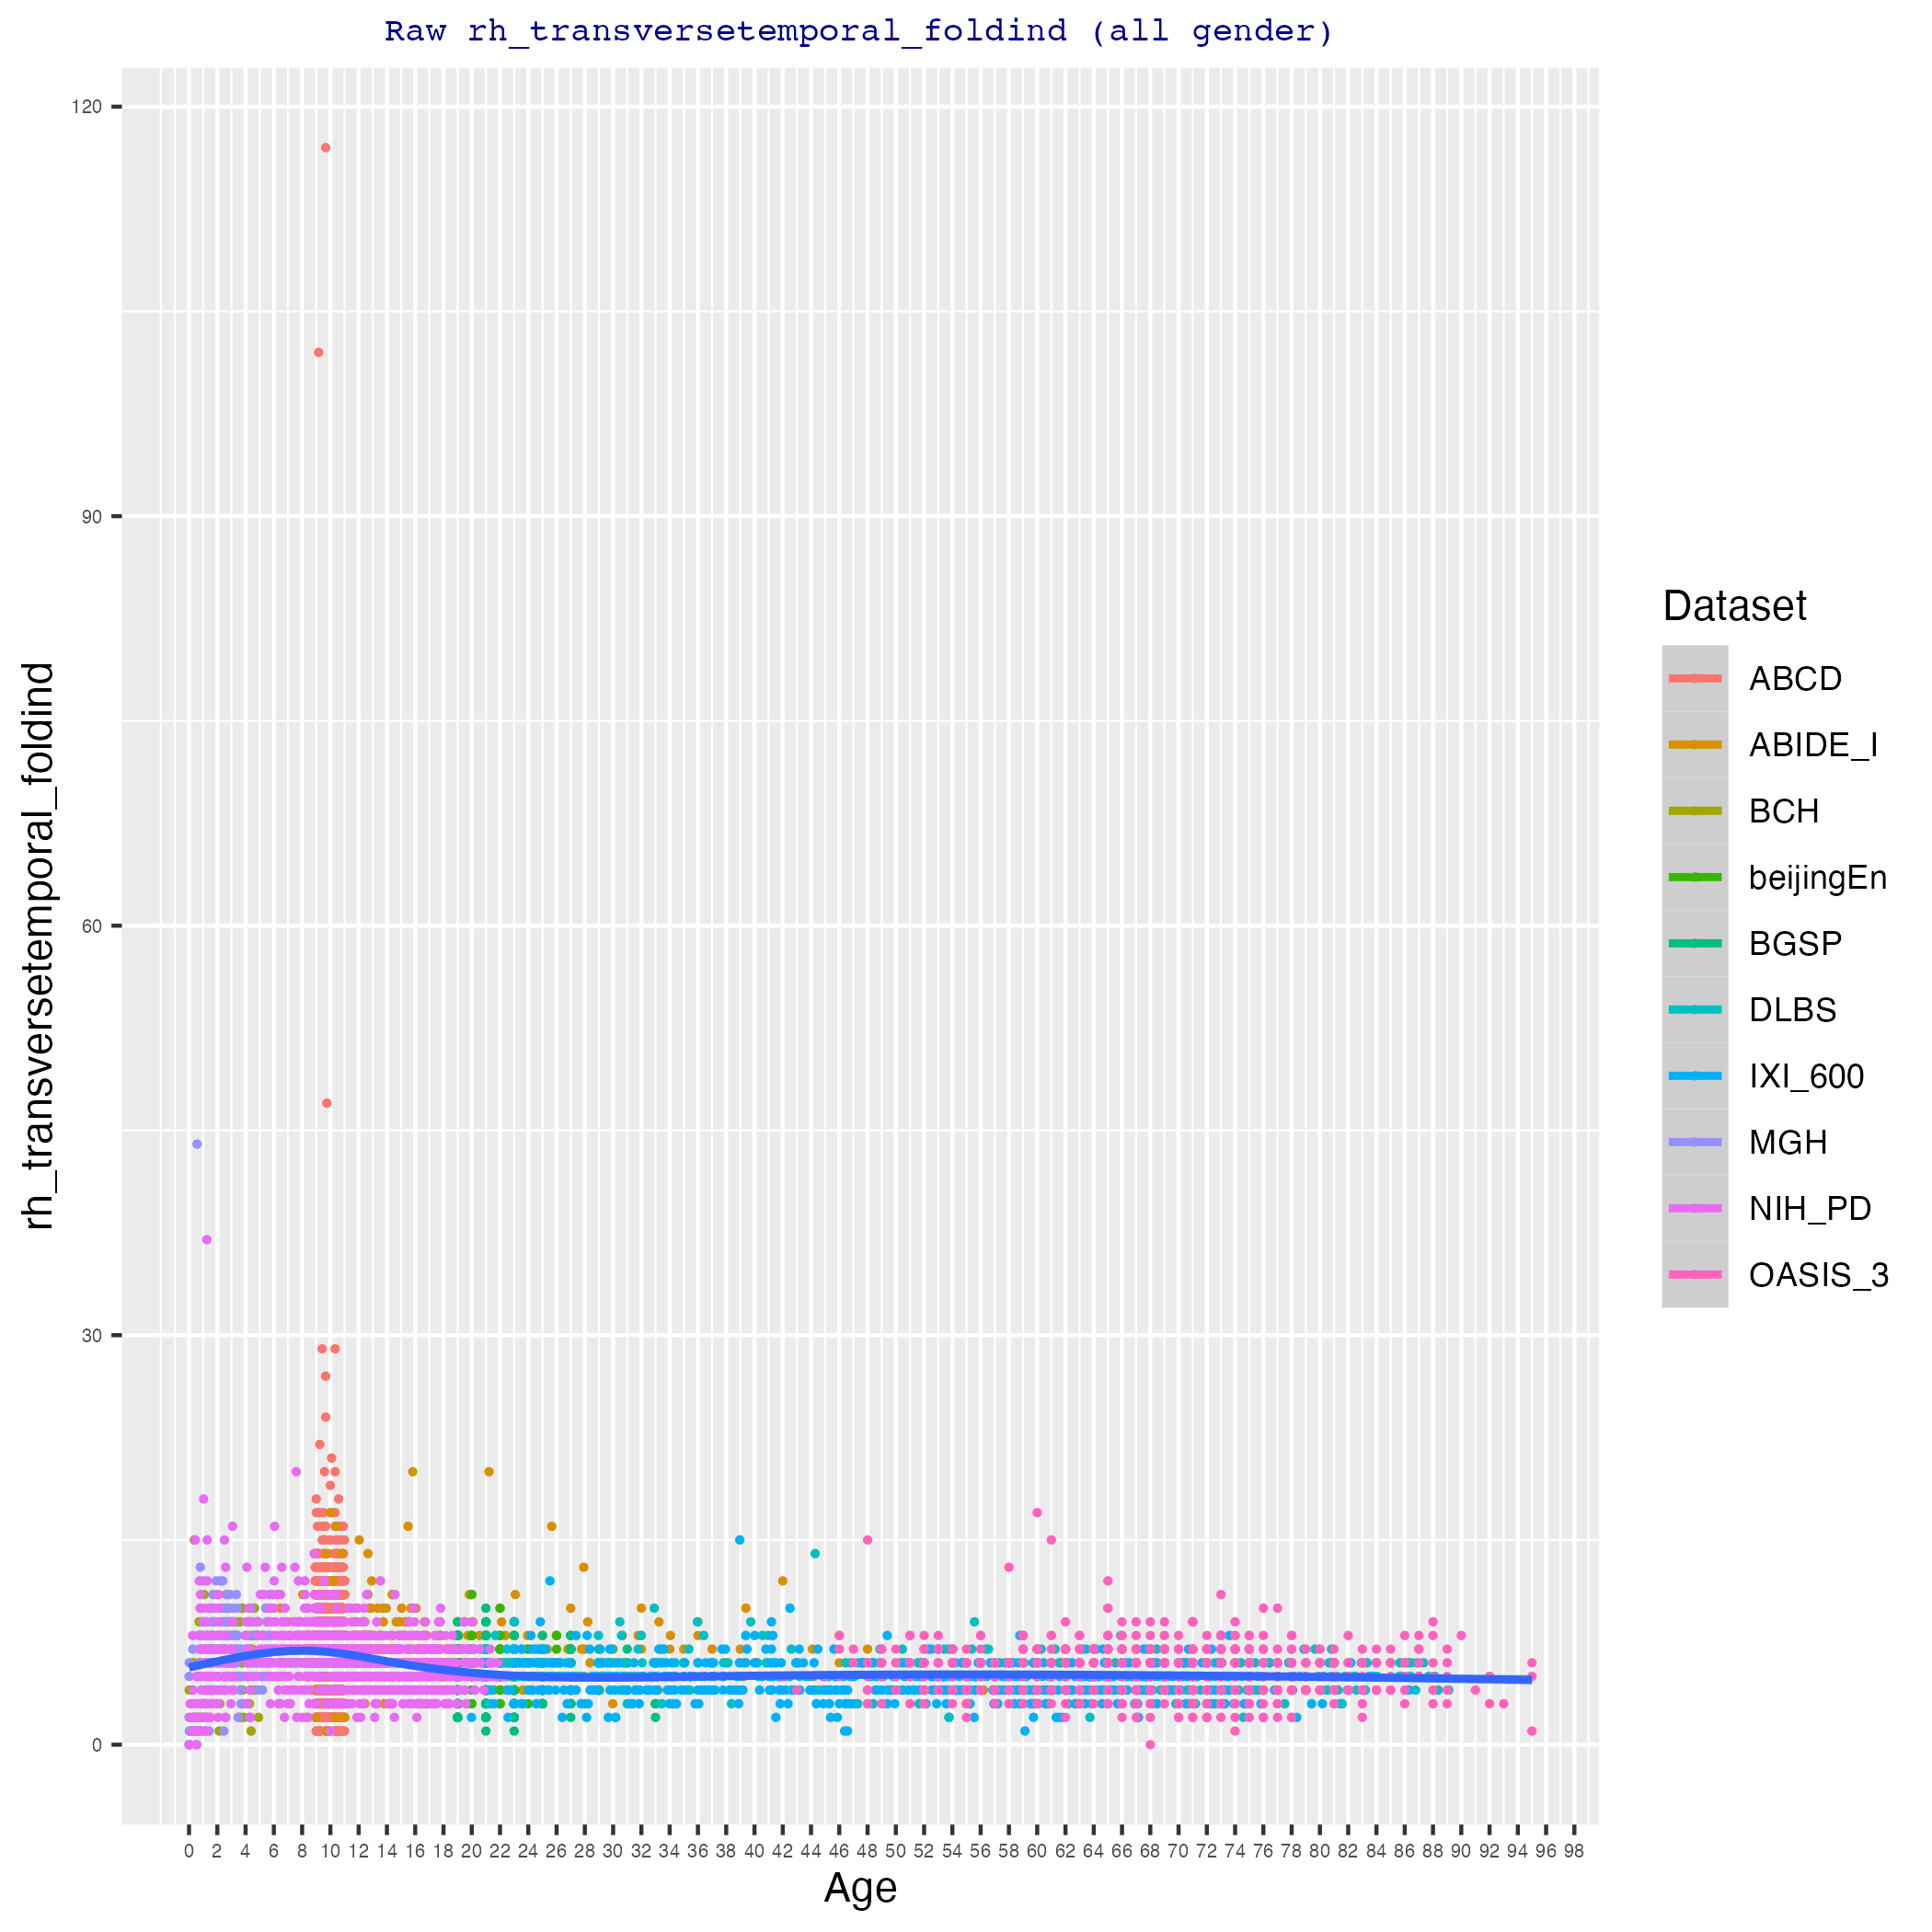 Raw rh_transversetemporal_foldind (all gender)
rh_transversetemporal_foldind
120
90
60
30
0
0 2 4 6 8 10 12 14 16 18 20 22 24 26 28 30 32 34 36 38 40 42 44 46 48 50 52 54 56 58 60 62 64 66 68 70 72 74 76 78 80 82 84 86 88 90 92 94 96 98
Age
Dataset
ABCD
ABIDE_I
BCH
beijingEn
BGSP
DLBS
IXI_600
MGH
NIH_PD
OASIS_3